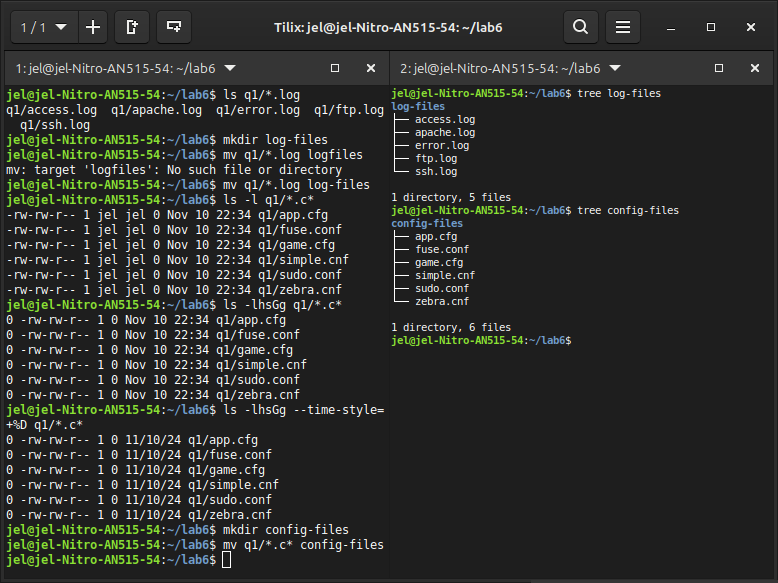 1 / 1
Tilix: jel@jel-Nitro-AN515-54: ~/lab6
1: jel@jel-Nitro-AN515-54: ~/lab6
jel@jel-Nitro-AN515-54:~/lab6$ ls q1/*.log
q1/access.log  q1/apache.log  q1/error.log  q1/ftp.log
  q1/ssh.log
jel@jel-Nitro-AN515-54:~/lab6$ mkdir log-files
jel@jel-Nitro-AN515-54:~/lab6$ mv q1/*.log logfiles
mv: target 'logfiles': No such file or directory
jel@jel-Nitro-AN515-54:~/lab6$ mv q1/*.log log-files
jel@jel-Nitro-AN515-54:~/lab6$ ls -l q1/*.c*
-rw-rw-r-- 1 jel jel 0 Nov 10 22:34 q1/app.cfg
-rw-rw-r-- 1 jel jel 0 Nov 10 22:34 q1/fuse.conf
-rw-rw-r-- 1 jel jel 0 Nov 10 22:34 q1/game.cfg
-rw-rw-r-- 1 jel jel 0 Nov 10 22:34 q1/simple.cnf
-rw-rw-r-- 1 jel jel 0 Nov 10 22:34 q1/sudo.conf
-rw-rw-r-- 1 jel jel 0 Nov 10 22:34 q1/zebra.cnf
jel@jel-Nitro-AN515-54:~/lab6$ ls -lhsGg q1/*.c*
0 -rw-rw-r-- 1 0 Nov 10 22:34 q1/app.cfg
0 -rw-rw-r-- 1 0 Nov 10 22:34 q1/fuse.conf
0 -rw-rw-r-- 1 0 Nov 10 22:34 q1/game.cfg
0 -rw-rw-r-- 1 0 Nov 10 22:34 q1/simple.cnf
0 -rw-rw-r-- 1 0 Nov 10 22:34 q1/sudo.conf
0 -rw-rw-r-- 1 0 Nov 10 22:34 q1/zebra.cnf
jel@jel-Nitro-AN515-54:~/lab6$ ls -lhsGg --time-style=
+%D q1/*.c*
0 -rw-rw-r-- 1 0 11/10/24 q1/app.cfg
0 -rw-rw-r-- 1 0 11/10/24 q1/fuse.conf
0 -rw-rw-r-- 1 0 11/10/24 q1/game.cfg
0 -rw-rw-r-- 1 0 11/10/24 q1/simple.cnf
0 -rw-rw-r-- 1 0 11/10/24 q1/sudo.conf
0 -rw-rw-r-- 1 0 11/10/24 q1/zebra.cnf
jel@jel-Nitro-AN515-54:~/lab6$ mkdir config-files
jel@jel-Nitro-AN515-54:~/lab6$ mv q1/*.c* config-files
jel@jel-Nitro-AN515-54:~/lab6$
2: jel@jel-Nitro-AN515-54: ~/lab6
jel@jel-Nitro-AN515-54:~/lab6$ tree log-files
log-files
├── access.log
├── apache.log
├── error.log
├── ftp.log
└── ssh.log
1 directory, 5 files
jel@jel-Nitro-AN515-54:~/lab6$ tree config-files
config-files
├── app.cfg
├── fuse.conf
├── game.cfg
├── simple.cnf
├── sudo.conf
└── zebra.cnf
1 directory, 6 files
jel@jel-Nitro-AN515-54:~/lab6$